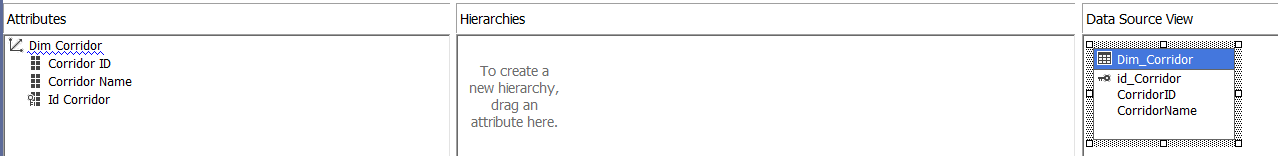 Attributes
Dim Corridor
Corridor ID
Corridor Name
Id Corridor
Hierarchies
To create a
new hierarchy,
drag an
attribute here.
Data Source View
Dim_Corridor
id_Corridor
CorridorID
CorridorName